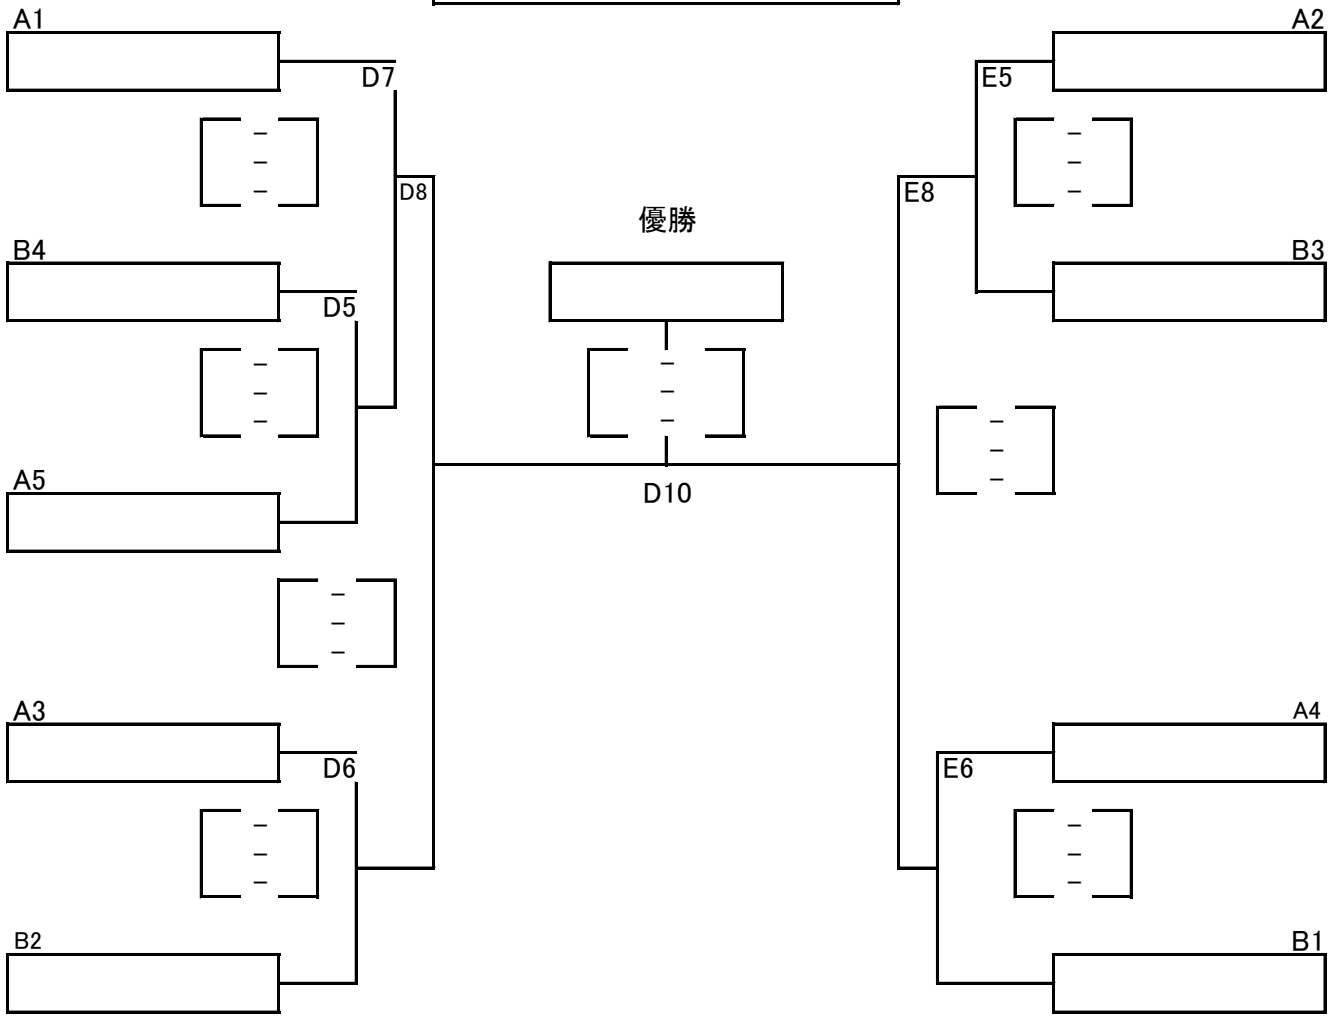 A1
A2
D7
E5
–
–
–
–
–
–
D8
E8
優勝
B4
B3
D5
–
–
–
–
–
–
–
–
–
A5
D10
–
–
–
A3
A4
D6
E6
–
–
–
–
–
–
B2
B1